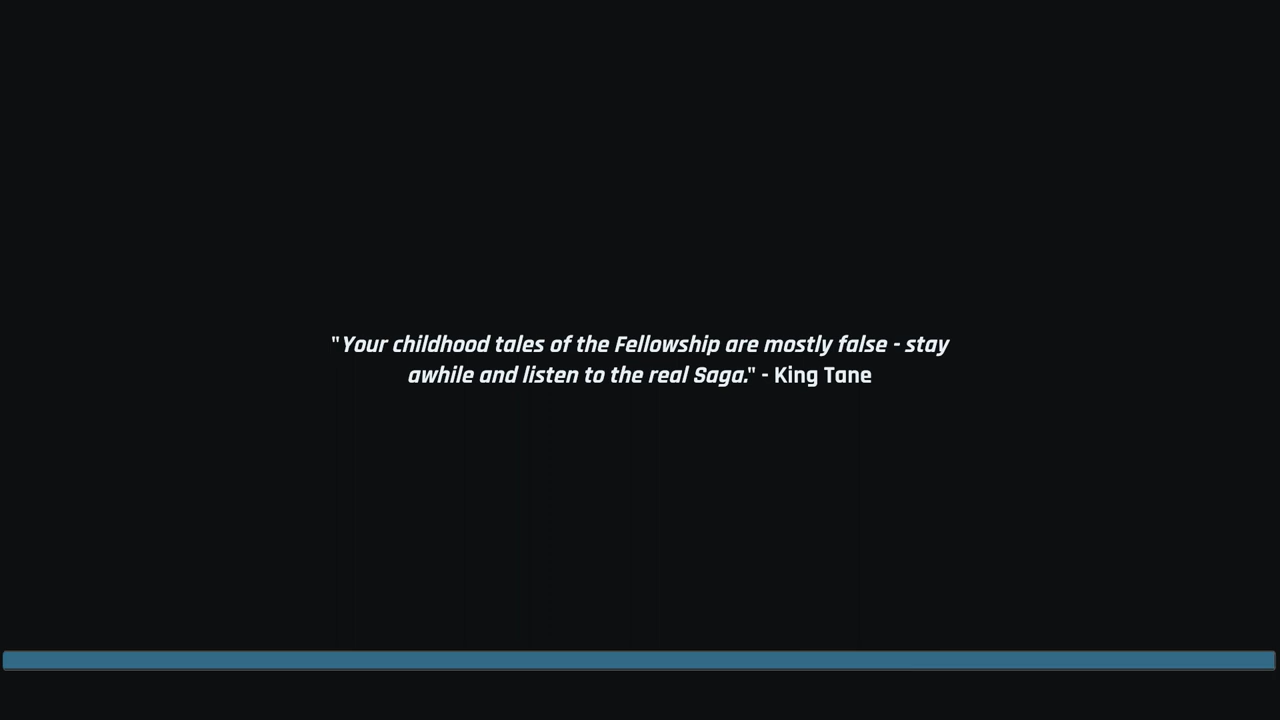 "Your childhood tales of the Fellowship are mostly false - stay
awhile and listen to the real Saga." - King Tane